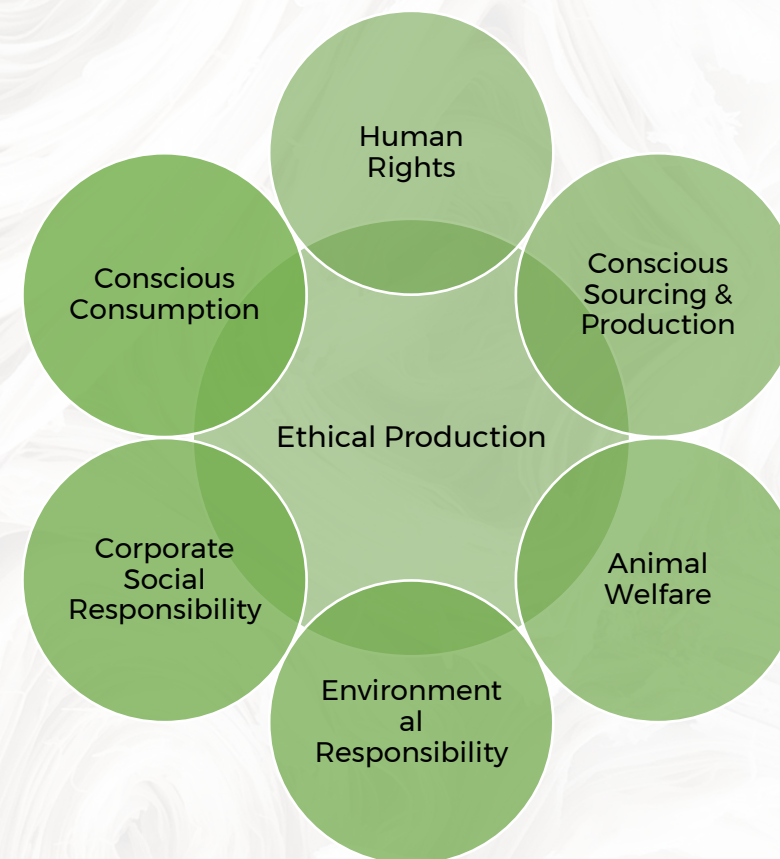 Human
Rights
Conscious
Sourcing &
Production
Conscious
Consumption
Ethical Production
Corporate
Social
Responsibility
Animal
Welfare
Environment
al
Responsibility